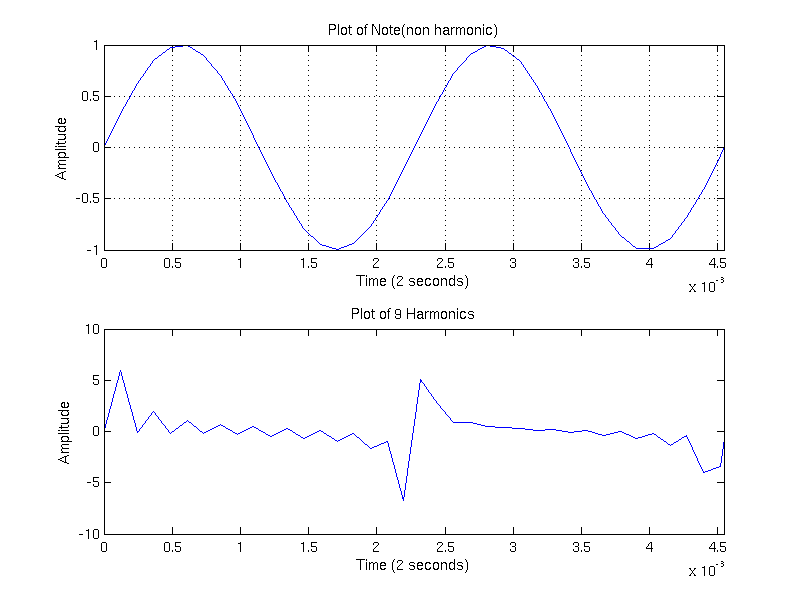 Plot of Note(non harmonic)
1
0.5
0
-0.5
-1
Amplitude
0 0.5 1 1.5 2 2.5 3 3.5 4 4.5
Time (2 seconds)
x 10⁻³
Plot of 9 Harmonics
10
5
0
-5
-10
Amplitude
0 0.5 1 1.5 2 2.5 3 3.5 4 4.5
Time (2 seconds)
x 10⁻³